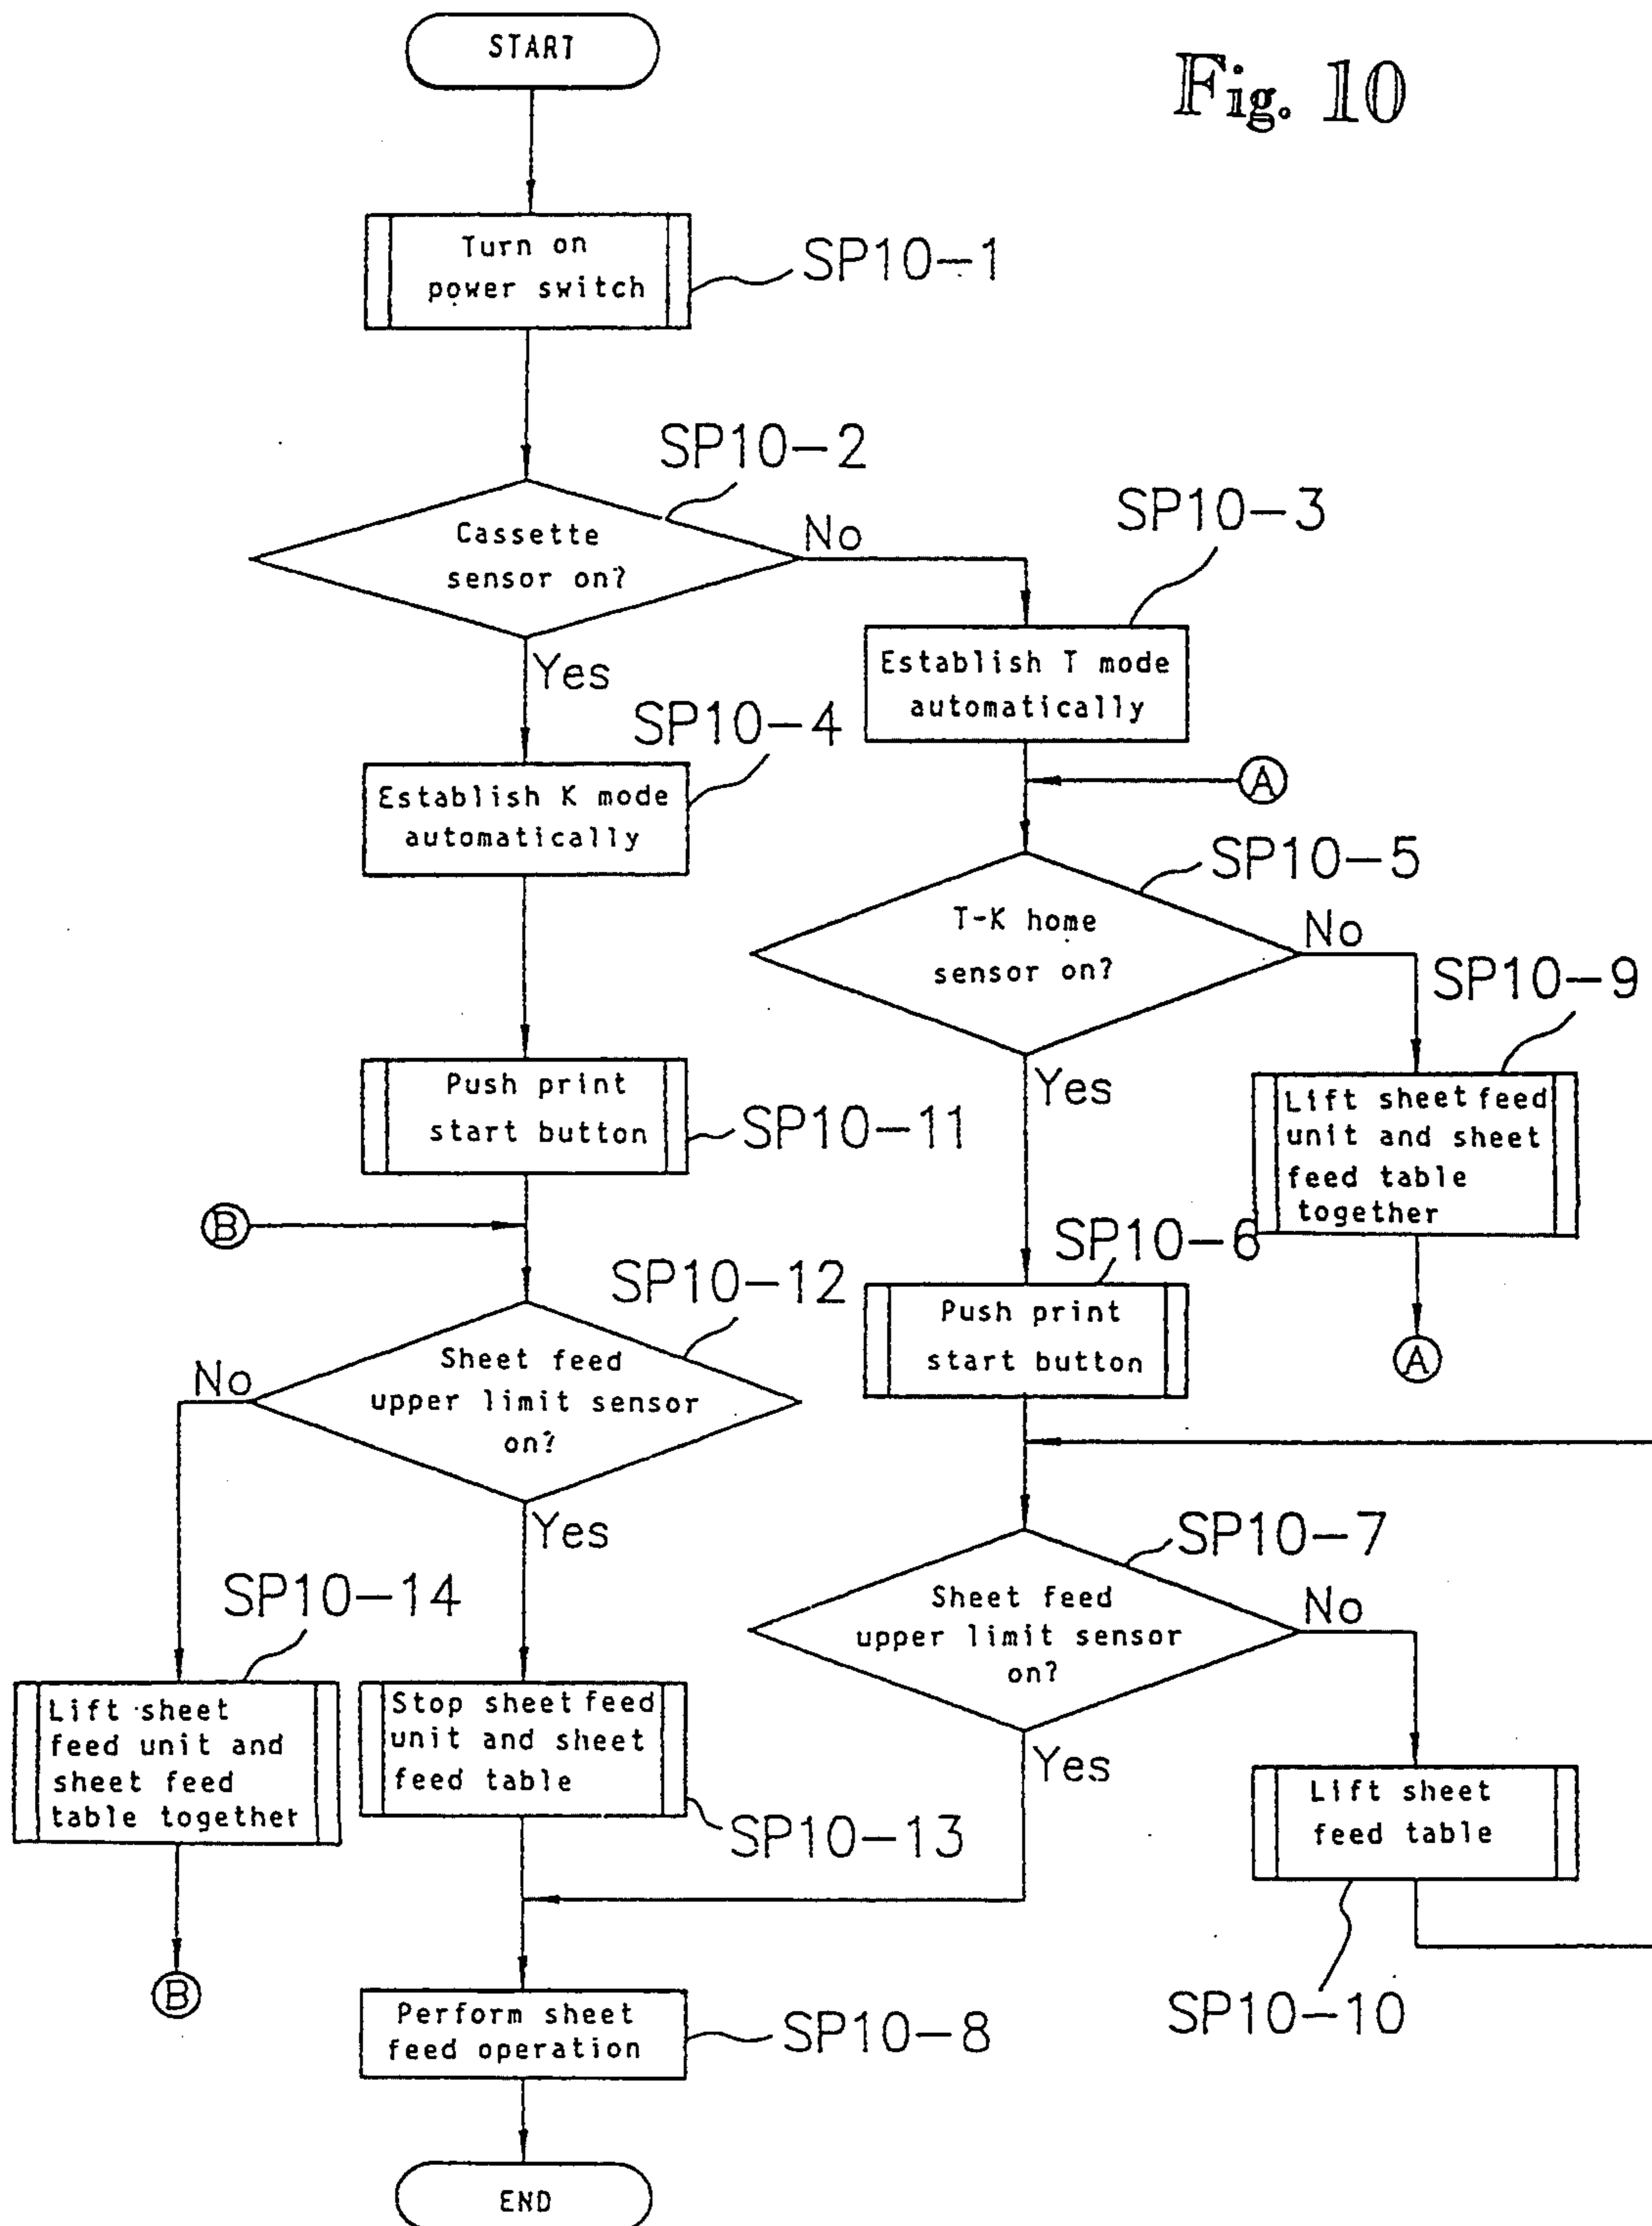 START
Fig. 10
Turn on
power switch
SP10-1
SP10-2
Cassette
sensor on?
No
Yes
SP10-3
Establish T mode
automatically
SP10-4
Establish K mode
automatically
A
SP10-5
T-K home
sensor on?
No
Yes
SP10-9
Lift sheet feed
unit and sheet
feed table
together
A
Push print
start button
SP10-11
B
SP10-6
Push print
start button
SP10-12
Sheet feed
upper limit sensor
on?
No
Yes
SP10-7
Sheet feed
upper limit sensor
on?
No
Yes
SP10-14
Lift sheet
feed unit and
sheet feed
table together
B
Stop sheet feed
unit and sheet
feed table
SP10-13
Lift sheet
feed table
SP10-10
Perform sheet
feed operation
SP10-8
END